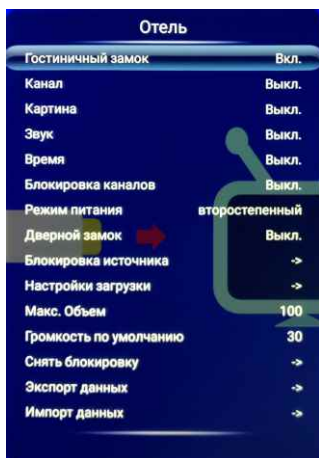 Отель
Гостиничный замок Вкл.
Канал Выкл.
Картина Выкл.
Звук Выкл.
Время Выкл.
Блокировка каналов Выкл.
Режим питания второстепенный
Дверной замок Выкл.
Блокировка источника ->
Настройки загрузки ->
Макс. Объем 100
Громкость по умолчанию 30
Снять блокировку ->
Экспорт данных ->
Импорт данных ->